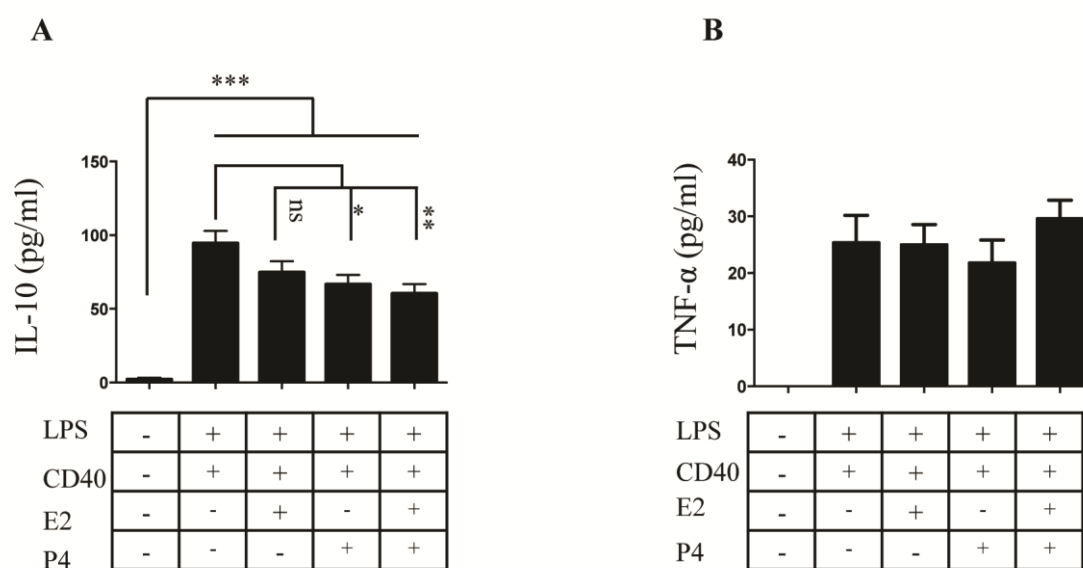 A
B
***
ns
*
**
IL-10 (pg/ml)
150
100
50
0
LPS - + + + +
CD40 - + + + +
E2 - - + - +
P4 - - - + +
TNF-α (pg/ml)
40
30
20
10
0
LPS - + + + +
CD40 - + + + +
E2 - - + - +
P4 - - - + +